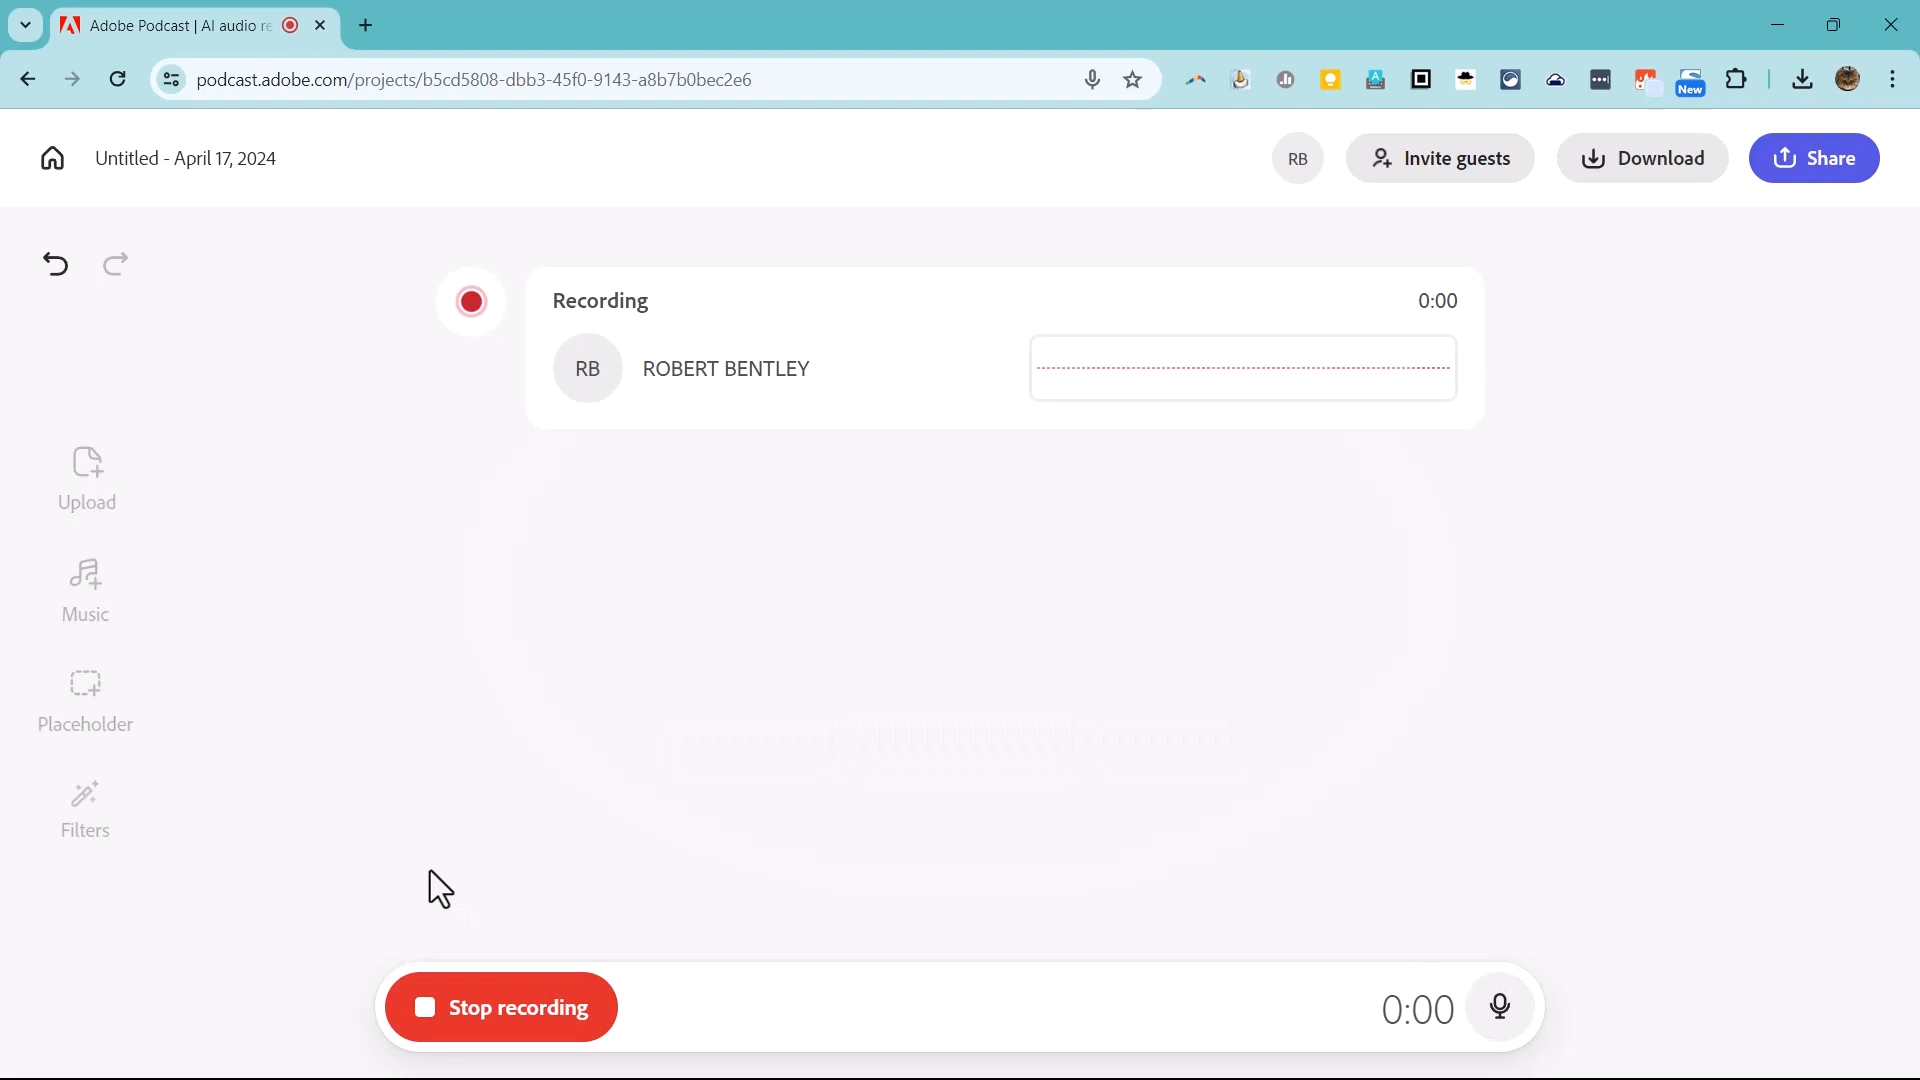 Adobe Podcast | AI audio re
podcast.adobe.com/projects/b5cd5808-dbb3-45f0-9143-a8b7b0bec2e6
New
Untitled - April 17, 2024
RB
Invite guests
Download
Share
Recording
0:00
RB
ROBERT BENTLEY
Upload
Music
Placeholder
Filters
Stop recording
0:00